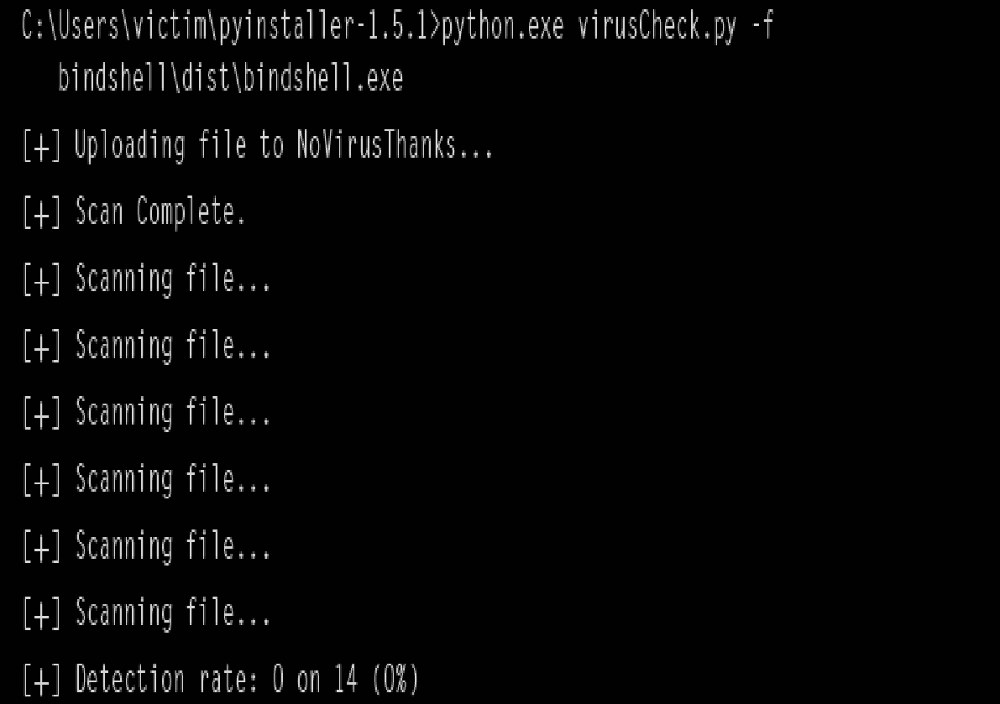 C:\Users\victim\pyinstaller-1.5.1>python.exe virusCheck.py -f
bindshell\dist\bindshell.exe
[+] Uploading file to NoVirusThanks...
[+] Scan Complete.
[+] Scanning file...
[+] Scanning file...
[+] Scanning file...
[+] Scanning file...
[+] Scanning file...
[+] Scanning file...
[+] Detection rate: 0 on 14 (0%)